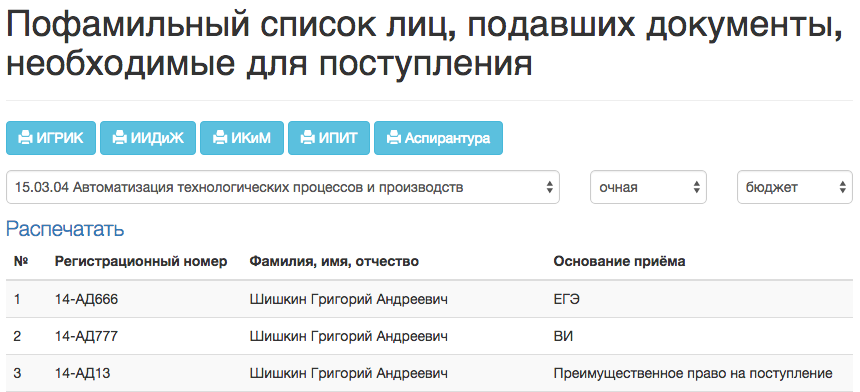 Пофамильный список лиц, подавших документы,
необходимые для поступления
ИГРИК ИИДиЖ ИКиМ ИПИТ Аспирантура
15.03.04 Автоматизация технологических процессов и производств очная бюджет
Распечатать
№ Регистрационный номер Фамилия, имя, отчество Основание приёма
1 14-АД666 Шишкин Григорий Андреевич ЕГЭ
2 14-АД777 Шишкин Григорий Андреевич ВИ
3 14-АД13 Шишкин Григорий Андреевич Преимущественное право на поступление